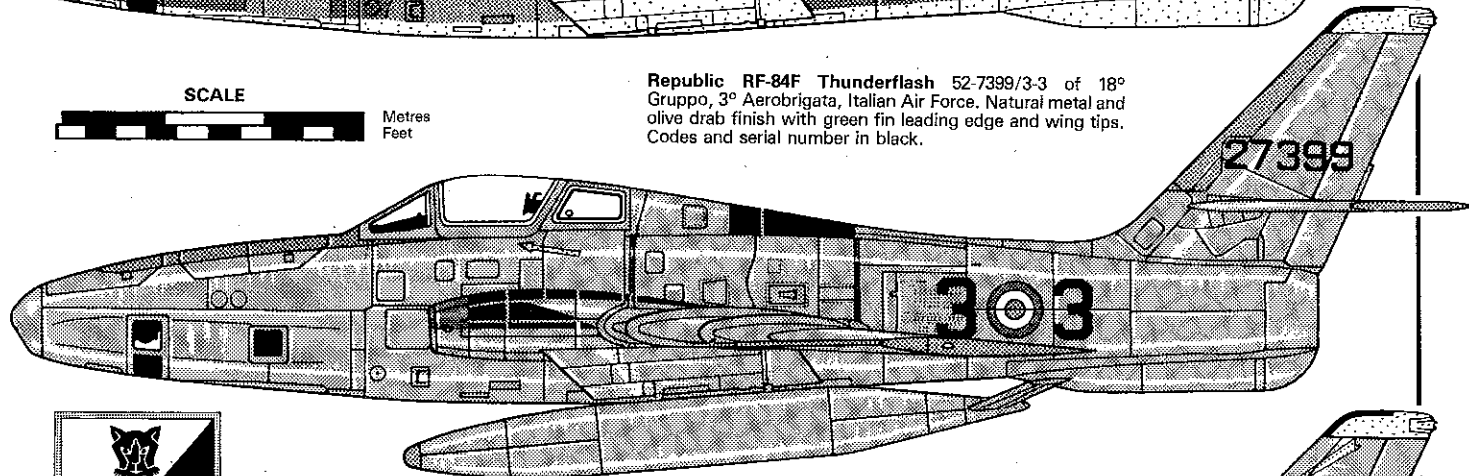 SCALE
Metres
Feet
Republic RF-84F Thunderflash 52-7399/3-3 of 18º
Gruppo, 3º Aerobrigata, Italian Air Force. Natural metal and
olive drab finish with green fin leading edge and wing tips.
Codes and serial number in black.
27399
3 3